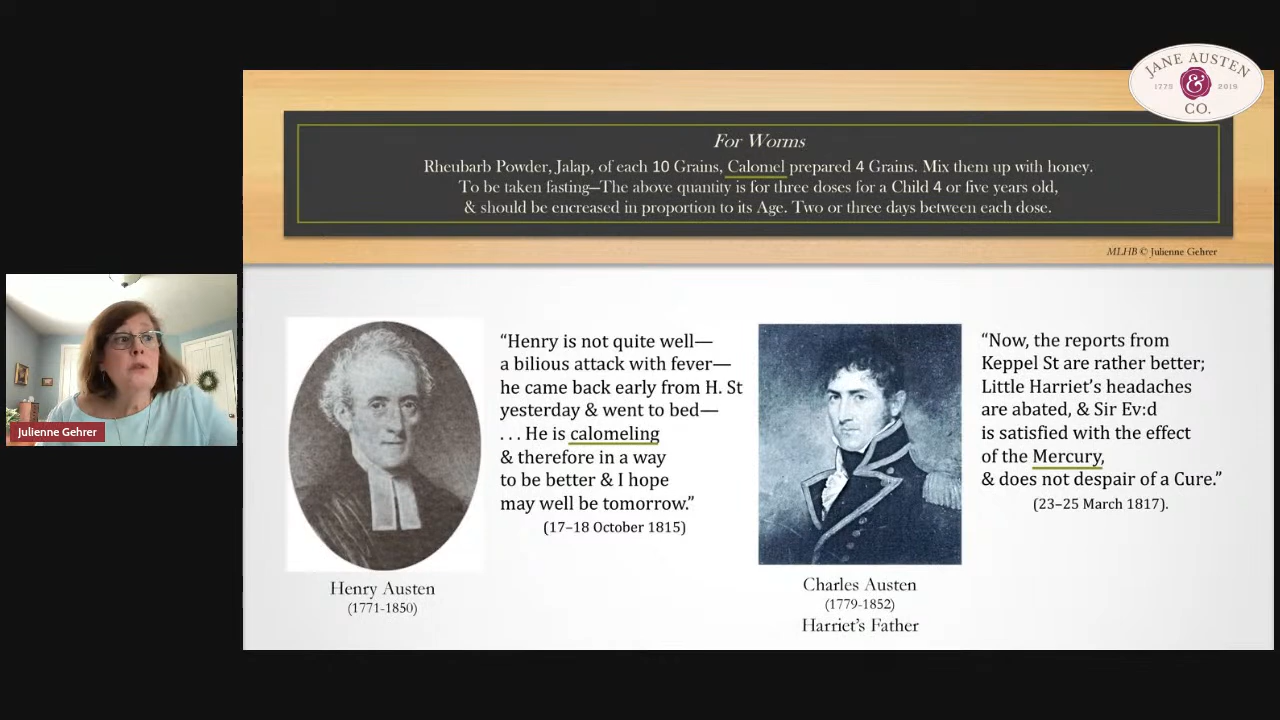 JANE AUSTEN
1775 & 2019
CO.
For Worms
Rheubarb Powder, Jalap, of each 10 Grains, Calomel prepared 4 Grains. Mix them up with honey.
To be taken fasting—The above quantity is for three doses for a Child 4 or five years old,
& should be encreased in proportion to its Age. Two or three days between each dose.
MLHB © Julienne Gehrer
Julienne Gehrer
“Henry is not quite well—
a bilious attack with fever—
he came back early from H. St
yesterday & went to bed—
. . . He is calomeling
& therefore in a way
to be better & I hope
may well be tomorrow.”
(17–18 October 1815)
Henry Austen
(1771-1850)
“Now, the reports from
Keppel St are rather better;
Little Harriet’s headaches
are abated, & Sir Ev:d
is satisfied with the effect
of the Mercury,
& does not despair of a Cure.”
(23–25 March 1817).
Charles Austen
(1779-1852)
Harriet’s Father